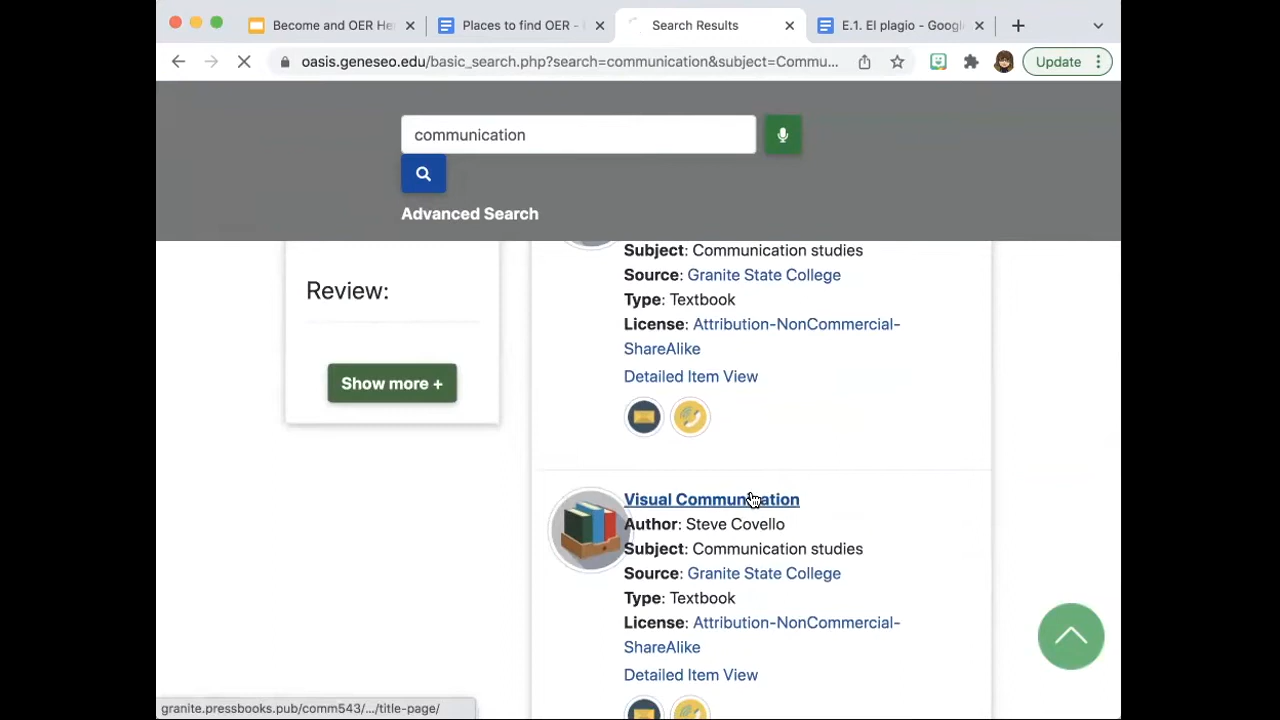 Become and OER He
Places to find OER -
Search Results
E.1. El plagio - Googl
oasis.geneseo.edu/basic_search.php?search=communication&subject=Commu...
Update
communication
Advanced Search
Review:
Show more +
Subject: Communication studies
Source: Granite State College
Type: Textbook
License: Attribution-NonCommercial-
ShareAlike
Detailed Item View
Visual Communication
Author: Steve Covello
Subject: Communication studies
Source: Granite State College
Type: Textbook
License: Attribution-NonCommercial-
ShareAlike
Detailed Item View
granite.pressbooks.pub/comm543/.../title-page/